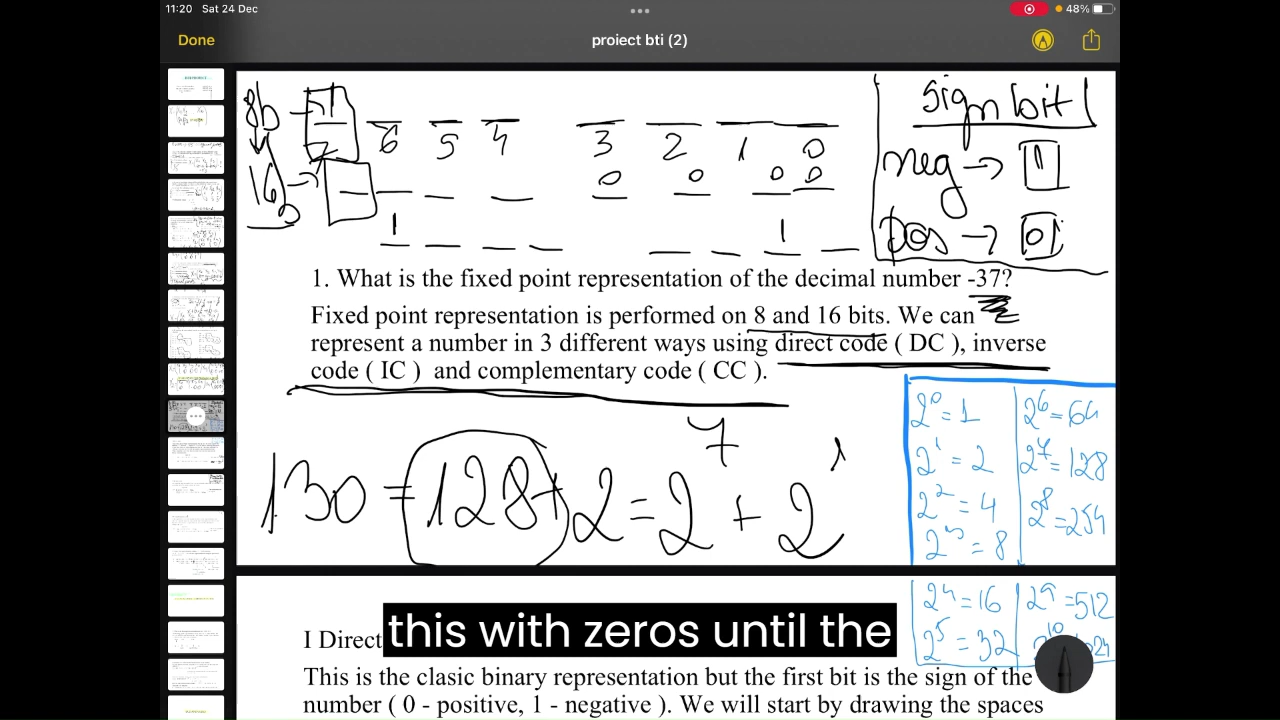 11:20 Sat 24 Dec
48%
Done
proiect bti (2)
8b
6 5 4 3 2 1 0
16b
0 0 0 0
1 1
sign bit
neg → 1
pos → 0
1. What is the fixed point representation of the decimal number -37?
Fixed point representation is performed on 8 and 16 bits. We can
represent a number in 3 different ways using direct code ( DC ), inverse
code ( IC ) and complementary code ( CC ).
130 = 128 + 2 = 2^7 + 2^1
2^0 = 1
2^1 = 2
2^2 = 4
2^3 = 8
2^4 = 16
2^5 = 32
2^6 = 64
2^7 = 128
2^8 = 254
=512
24
this with zeros until the
I D
This is the classic binary representation but the first bit is the sign of the
number ( 0 - positive, 1 - negative ). We will start by drawing the spaces